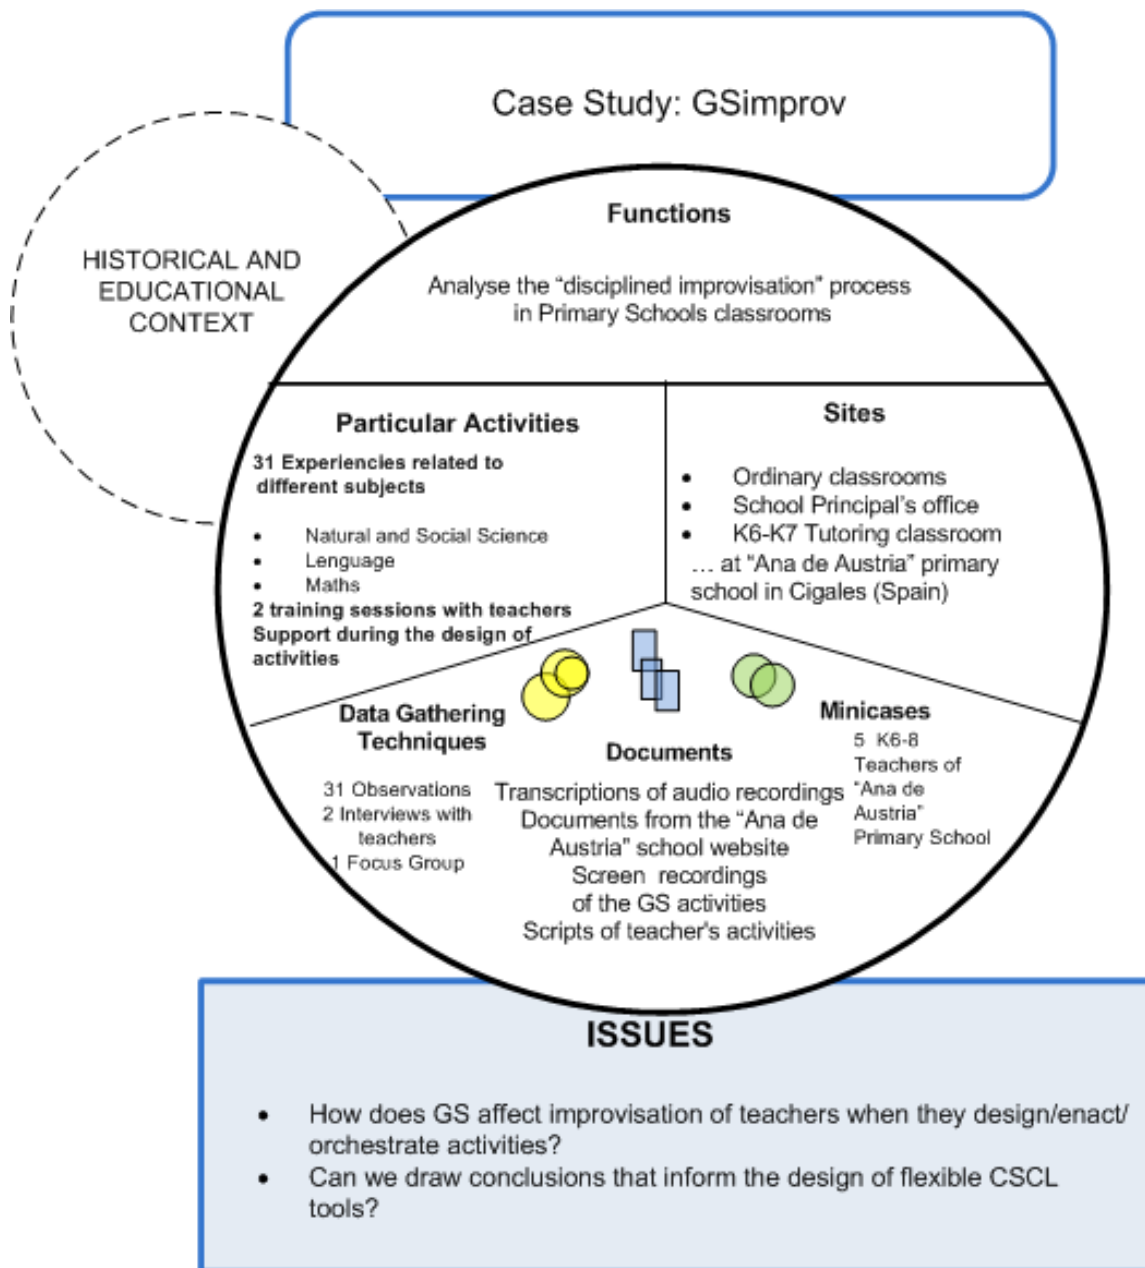 Case Study: GSimprov
HISTORICAL AND
EDUCATIONAL
CONTEXT
Functions
Analyse the “disciplined improvisation” process
in Primary Schools classrooms
Particular Activities
31 Experiencies related to
different subjects
• Natural and Social Science
• Lenguage
• Maths
2 training sessions with teachers
Support during the design of
activities
Sites
• Ordinary classrooms
• School Principal's office
• K6-K7 Tutoring classroom
... at “Ana de Austria” primary
school in Cigales (Spain)
Data Gathering
Techniques
31 Observations
2 Interviews with
teachers
1 Focus Group
Documents
Transcriptions of audio recordings
Documents from the “Ana de
Austria” school website
Screen recordings
of the GS activities
Scripts of teacher's activities
Minicases
5 K6-8
Teachers of
“Ana de
Austria”
Primary School
ISSUES
• How does GS affect improvisation of teachers when they design/enact/
orchestrate activities?
• Can we draw conclusions that inform the design of flexible CSCL
tools?